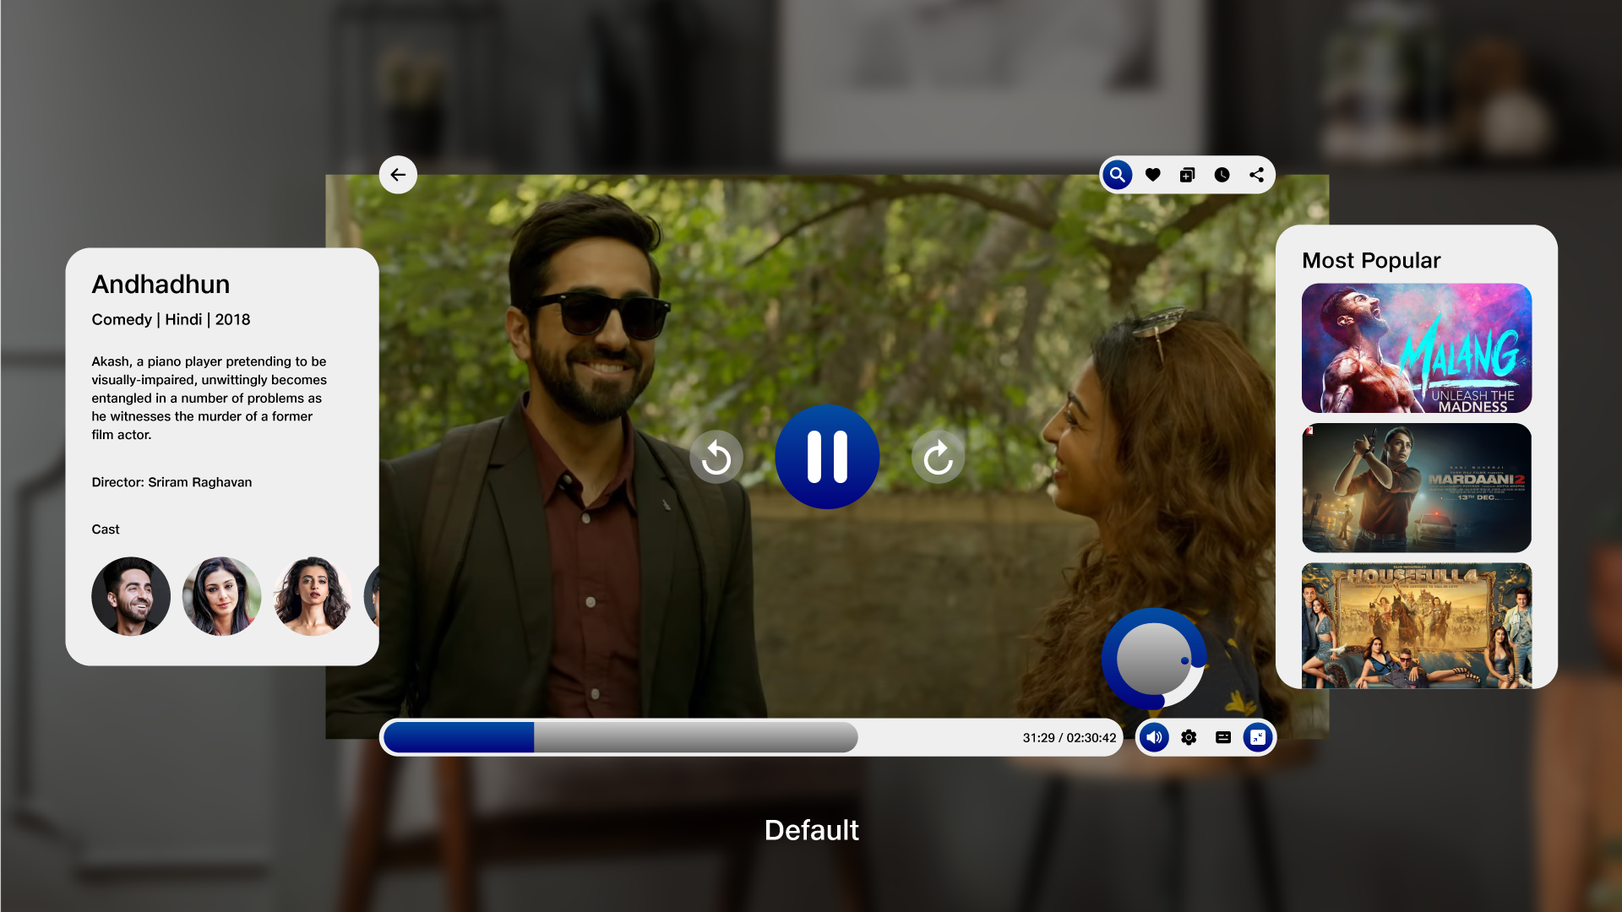 Andhadhun
Comedy | Hindi | 2018
Akash, a piano player pretending to be
visually-impaired, unwittingly becomes
entangled in a number of problems as
he witnesses the murder of a former
film actor.
Director: Sriram Raghavan
Cast
Most Popular
MALANG
UNLEASH THE
MADNESS
MARDAANI 2
13TH DEC
HOUSEFULL 4
31:29 / 02:30:42
Default